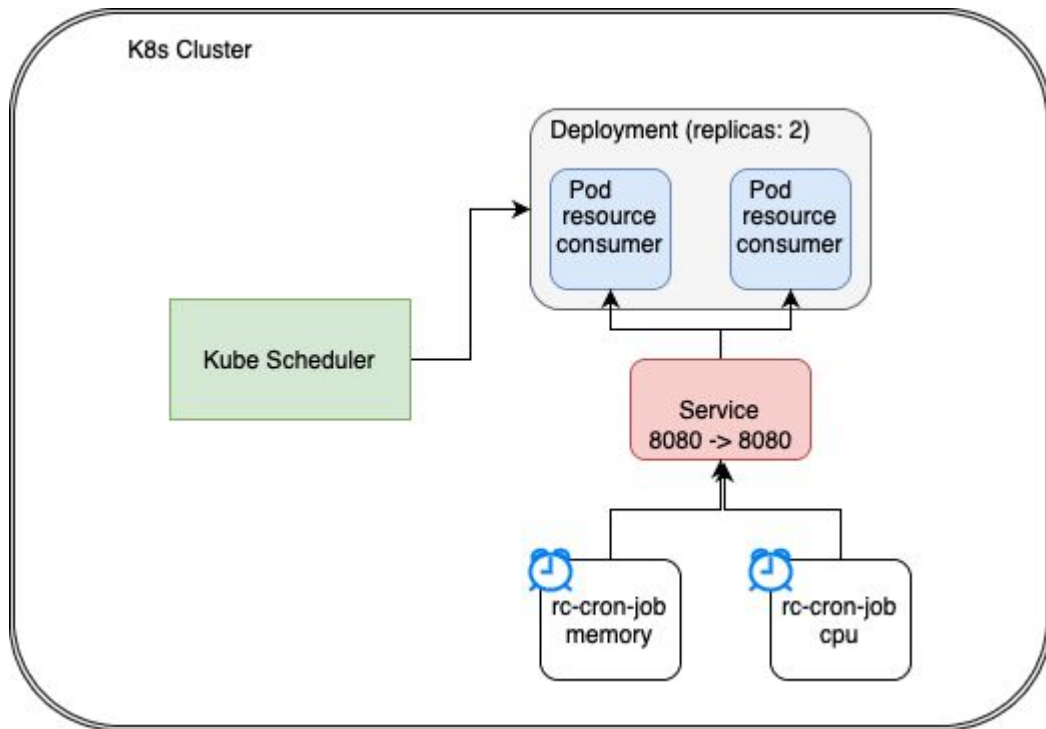 K8s Cluster
Deployment (replicas: 2)
Pod
resource
consumer
Pod
resource
consumer
Kube Scheduler
Service
8080 -> 8080
rc-cron-job
memory
rc-cron-job
cpu